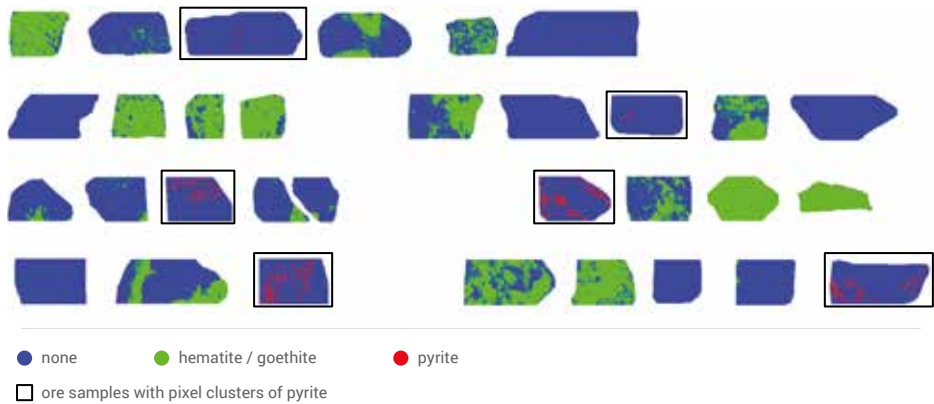 none hematite / goethite pyrite
ore samples with pixel clusters of pyrite